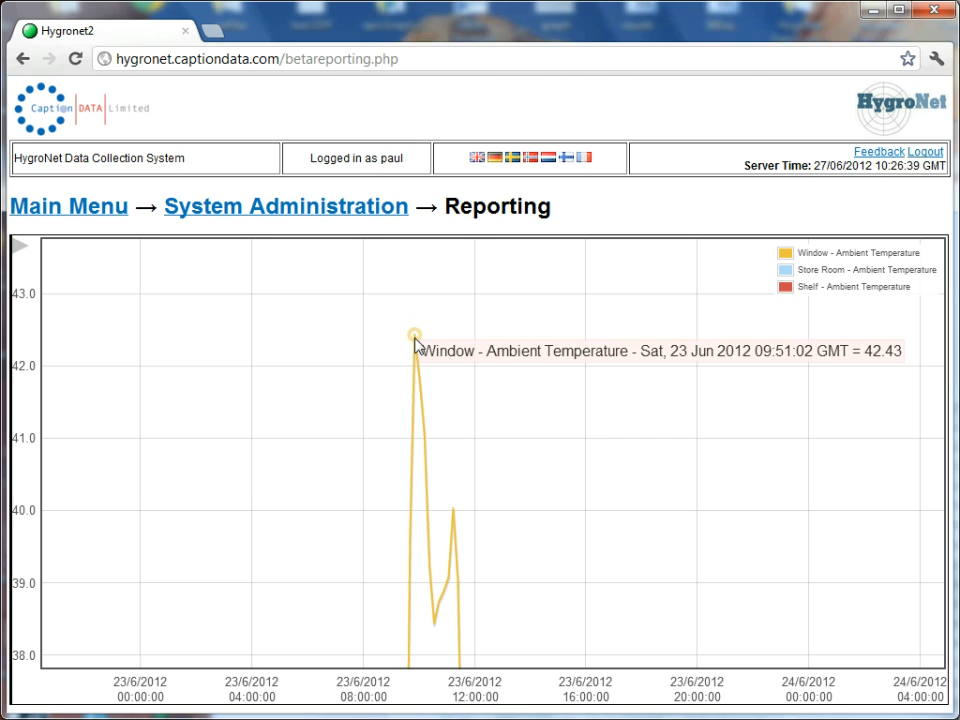 Hygronet2
hygronet.captiondata.com/betareporting.php
Capti@n DATA Limited
HygroNet
HygroNet Data Collection System
Logged in as paul
Feedback Logout
Server Time: 27/06/2012 10:26:39 GMT
Main Menu → System Administration → Reporting
Window - Ambient Temperature
Store Room - Ambient Temperature
Shelf - Ambient Temperature
43.0
Window - Ambient Temperature - Sat, 23 Jun 2012 09:51:02 GMT = 42.43
42.0
41.0
40.0
39.0
38.0
23/6/2012 23/6/2012 23/6/2012 23/6/2012 23/6/2012 23/6/2012 24/6/2012 24/6/2012
00:00:00 04:00:00 08:00:00 12:00:00 16:00:00 20:00:00 00:00:00 04:00:00